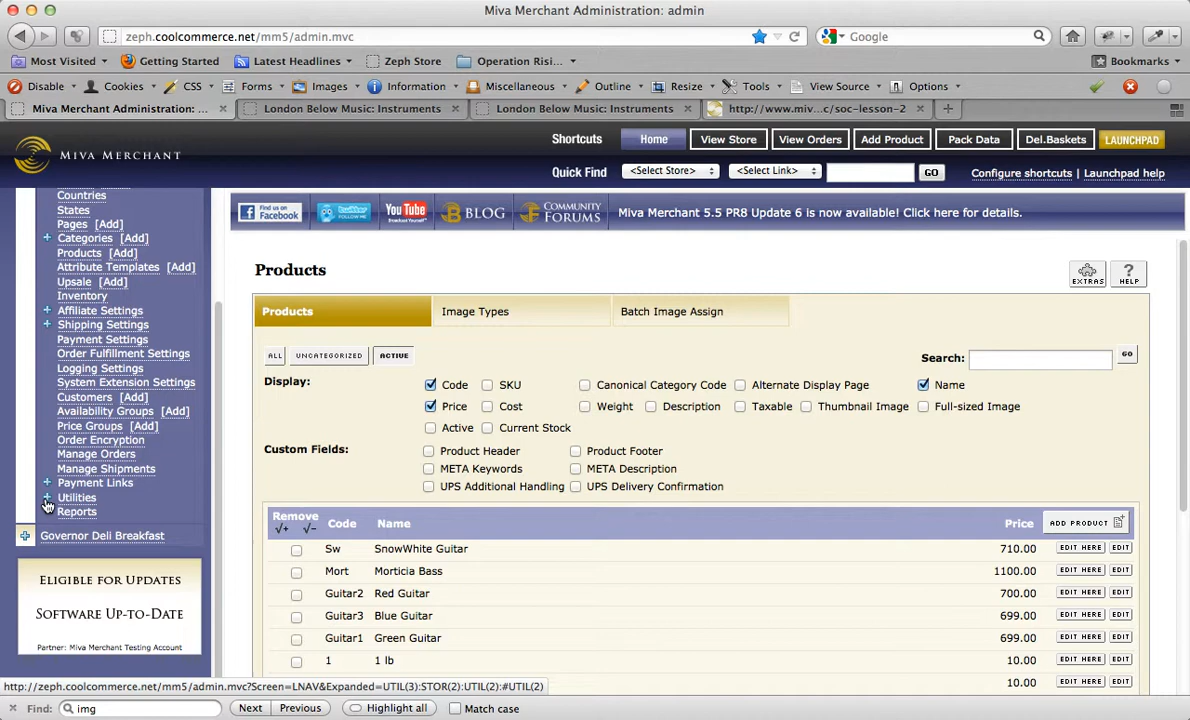 Miva Merchant Administration: admin
zeph.coolcommerce.net/mm5/admin.mvc
Google
Most Visited
Getting Started
Latest Headlines
Zeph Store
Operation Risi...
Bookmarks
Disable
Cookies
CSS
Forms
Images
Information
Miscellaneous
Outline
Resize
Tools
View Source
Options
Miva Merchant Administration: ...
London Below Music: Instruments
London Below Music: Instruments
http://www.miv...c/soc-lesson-2
MIVA MERCHANT
Shortcuts
Home
View Store
View Orders
Add Product
Pack Data
Del.Baskets
LAUNCHPAD
Quick Find
<Select Store>
<Select Link>
GO
Configure shortcuts | Launchpad help
Countries
States
Pages [Add]
Categories [Add]
Products [Add]
Attribute Templates [Add]
Upsale [Add]
Inventory
Affiliate Settings
Shipping Settings
Payment Settings
Order Fulfillment Settings
Logging Settings
System Extension Settings
Customers [Add]
Availability Groups [Add]
Price Groups [Add]
Order Encryption
Manage Orders
Manage Shipments
Payment Links
Utilities
Reports
Governor Deli Breakfast
ELIGIBLE FOR UPDATES
SOFTWARE UP-TO-DATE
Partner: Miva Merchant Testing Account
Find us on Facebook
twitter FOLLOW ME
YouTube
BLOG
COMMUNITY FORUMS
Miva Merchant 5.5 PR8 Update 6 is now available! Click here for details.
Products
EXTRAS
HELP
Products
Image Types
Batch Image Assign
ALL
UNCATEGORIZED
ACTIVE
Search:
GO
Display:
Code
SKU
Canonical Category Code
Alternate Display Page
Name
Price
Cost
Weight
Description
Taxable
Thumbnail Image
Full-sized Image
Active
Current Stock
Custom Fields:
Product Header
Product Footer
META Keywords
META Description
UPS Additional Handling
UPS Delivery Confirmation
Remove
√+ √-
Code
Name
Price
ADD PRODUCT
Sw SnowWhite Guitar 710.00 EDIT HERE EDIT
Mort Morticia Bass 1100.00 EDIT HERE EDIT
Guitar2 Red Guitar 700.00 EDIT HERE EDIT
Guitar3 Blue Guitar 699.00 EDIT HERE EDIT
Guitar1 Green Guitar 699.00 EDIT HERE EDIT
1 1 lb 10.00 EDIT HERE EDIT
10.00 EDIT HERE EDIT
http://zeph.coolcommerce.net/mm5/admin.mvc?Screen=LNAV&Expanded=UTIL(3):STOR(2):UTIL(2):#UTIL(2)
Find:
img
Next
Previous
Highlight all
Match case